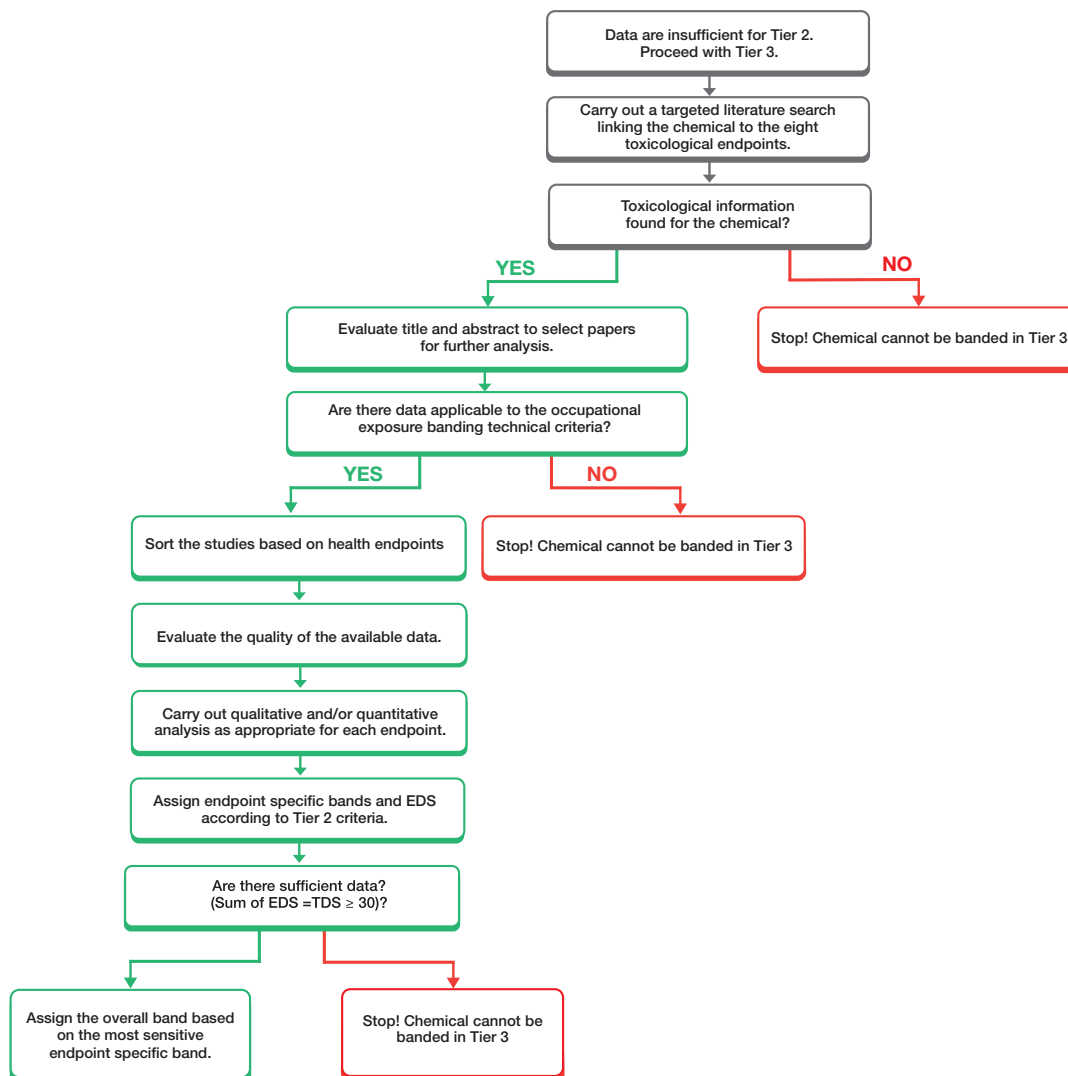 Data are insufficient for Tier 2.
Proceed with Tier 3.
Carry out a targeted literature search
linking the chemical to the eight
toxicological endpoints.
Toxicological information
found for the chemical?
YES
NO
Evaluate title and abstract to select papers
for further analysis.
Stop! Chemical cannot be banded in Tier 3
Are there data applicable to the occupational
exposure banding technical criteria?
YES
NO
Sort the studies based on health endpoints
Stop! Chemical cannot be banded in Tier 3
Evaluate the quality of the available data.
Carry out qualitative and/or quantitative
analysis as appropriate for each endpoint.
Assign endpoint specific bands and EDS
according to Tier 2 criteria.
Are there sufficient data?
(Sum of EDS =TDS ≥ 30)?
Assign the overall band based
on the most sensitive
endpoint specific band.
Stop! Chemical cannot be
banded in Tier 3